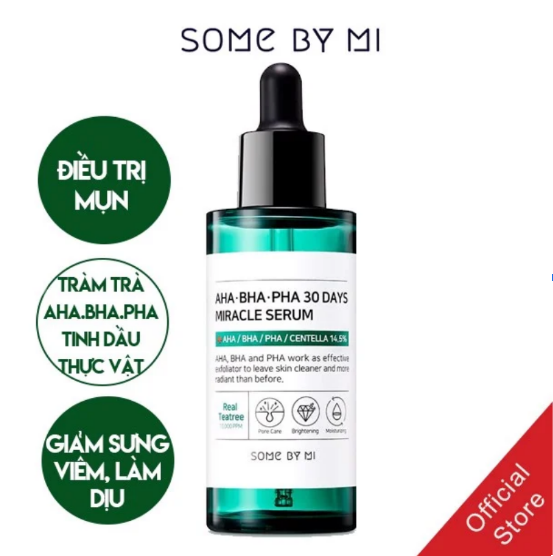 SOME BY MI
ĐIỀU TRỊ
MỤN
TRÀM TRÀ
AHA.BHA.PHA
TINH DẦU
THỰC VẬT
GIẢM SƯNG
VIÊM, LÀM
DỊU
AHA·BHA·PHA 30 DAYS
MIRACLE SERUM
AHA / BHA / PHA / CENTELLA 14,5%
AHA, BHA and PHA work as effective
exfoliator to leave skin cleaner and more
radiant than before.
Real
Teatree
10,000 PPM
Pore Care
Brightening
Moisturizing
SOME BY MI
Official
Store